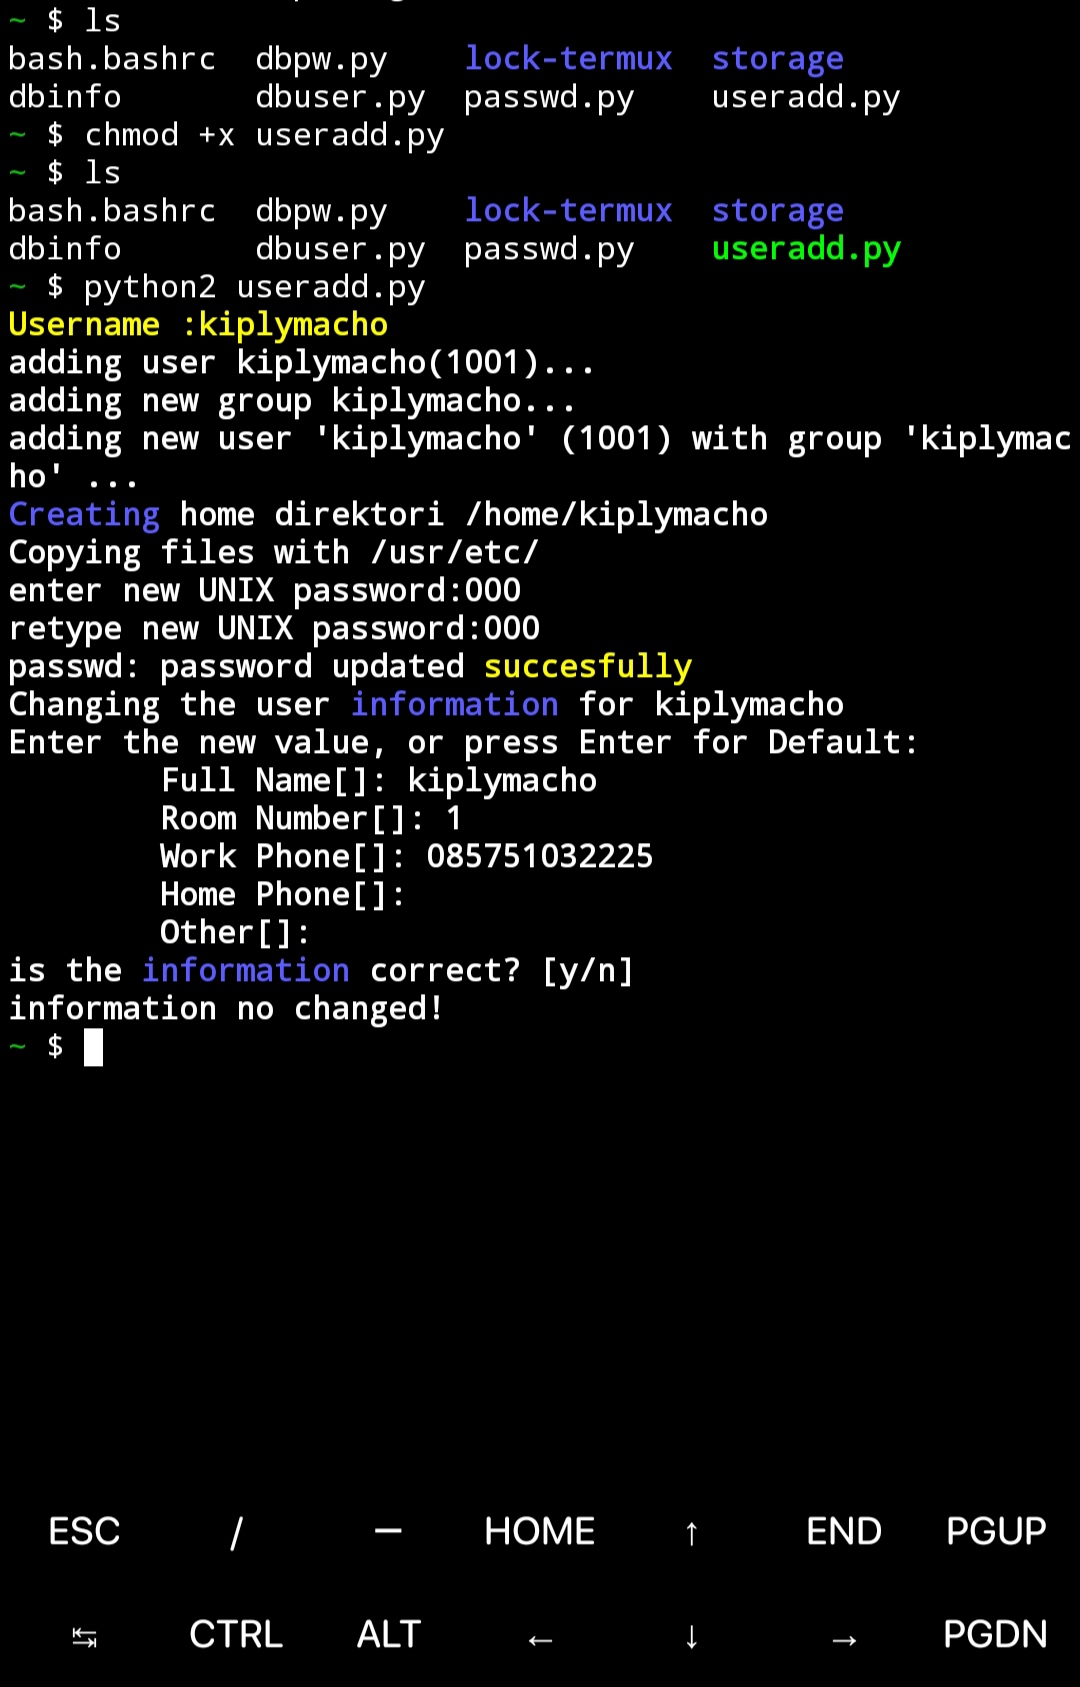 ~ $ ls
bash.bashrc  dbpw.py    lock-termux  storage
dbinfo       dbuser.py  passwd.py    useradd.py
~ $ chmod +x useradd.py
~ $ ls
bash.bashrc  dbpw.py    lock-termux  storage
dbinfo       dbuser.py  passwd.py    useradd.py
~ $ python2 useradd.py
Username :kiplymacho
adding user kiplymacho(1001)...
adding new group kiplymacho...
adding new user 'kiplymacho' (1001) with group 'kiplymac
ho' ...
Creating home direktori /home/kiplymacho
Copying files with /usr/etc/
enter new UNIX password:000
retype new UNIX password:000
passwd: password updated succesfully
Changing the user information for kiplymacho
Enter the new value, or press Enter for Default:
        Full Name[]: kiplymacho
        Room Number[]: 1
        Work Phone[]: 085751032225
        Home Phone[]:
        Other[]:
is the information correct? [y/n]
information no changed!
~ $
ESC / — HOME ↑ END PGUP
↹ CTRL ALT ← ↓ → PGDN